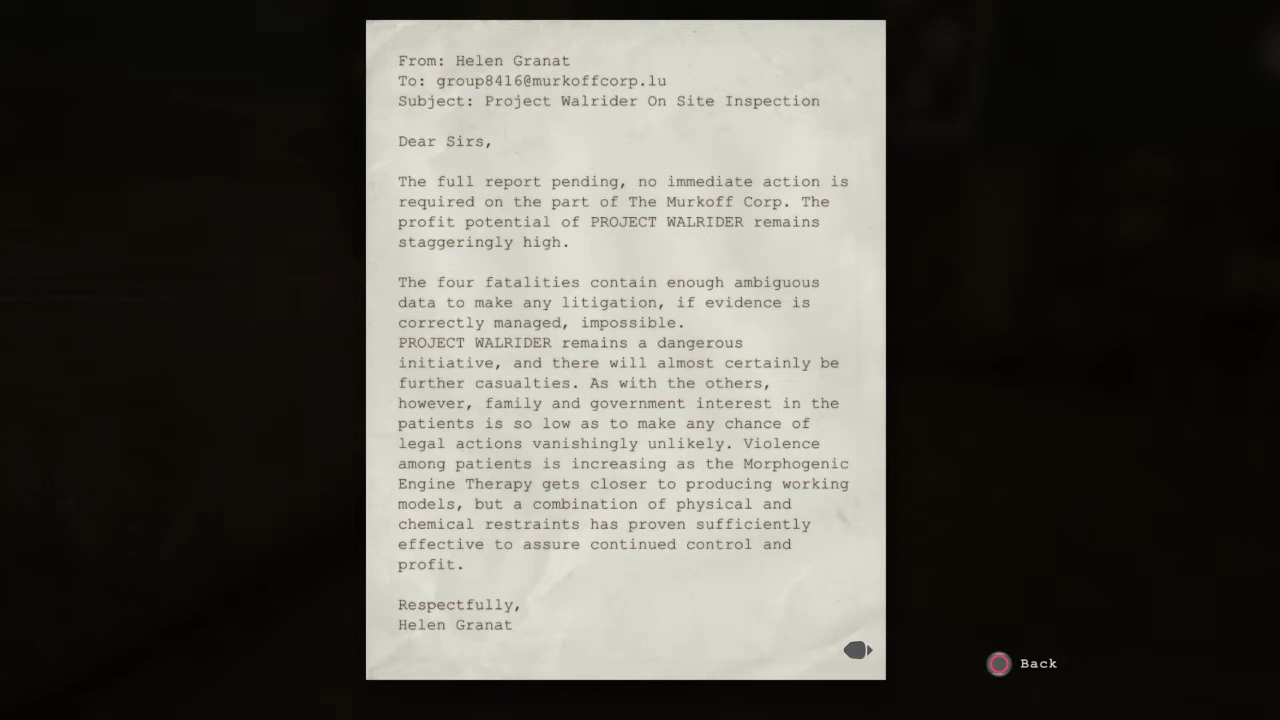 From: Helen Granat
To: group8416@murkoffcorp.lu
Subject: Project Walrider On Site Inspection
Dear Sirs,
The full report pending, no immediate action is
required on the part of The Murkoff Corp. The
profit potential of PROJECT WALRIDER remains
staggeringly high.
The four fatalities contain enough ambiguous
data to make any litigation, if evidence is
correctly managed, impossible.
PROJECT WALRIDER remains a dangerous
initiative, and there will almost certainly be
further casualties. As with the others,
however, family and government interest in the
patients is so low as to make any chance of
legal actions vanishingly unlikely. Violence
among patients is increasing as the Morphogenic
Engine Therapy gets closer to producing working
models, but a combination of physical and
chemical restraints has proven sufficiently
effective to assure continued control and
profit.
Respectfully,
Helen Granat
Back